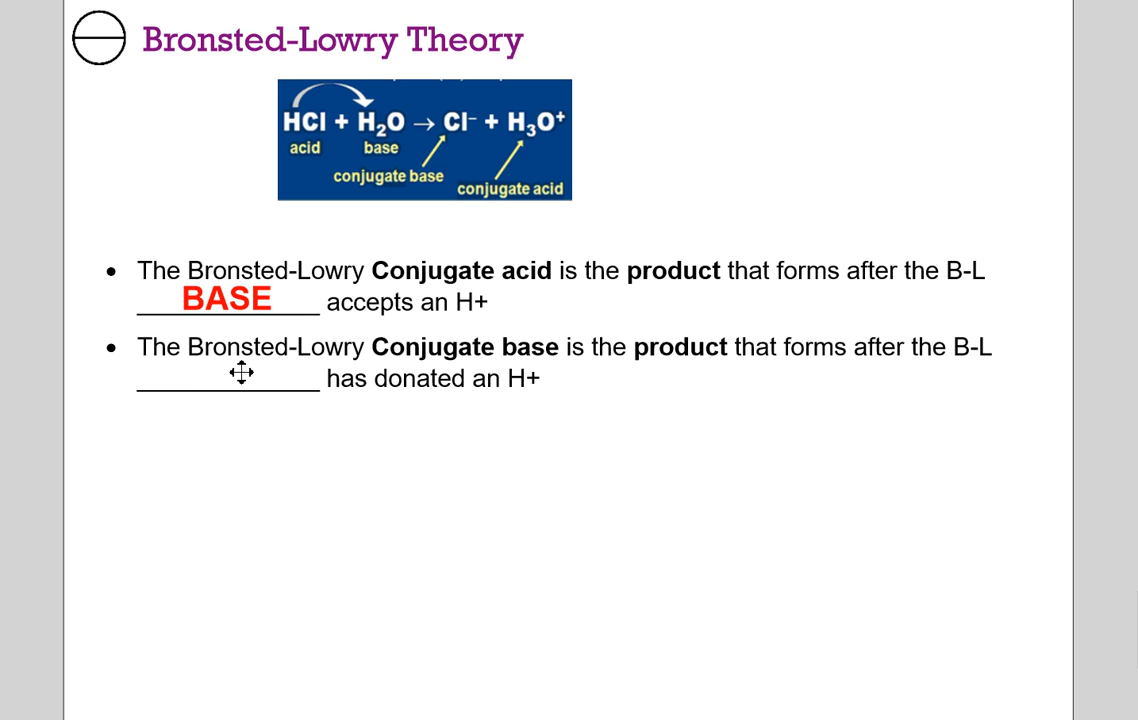 Bronsted-Lowry Theory
HCl + H₂O → Cl⁻ + H₃O⁺
acid base
conjugate base
conjugate acid
• The Bronsted-Lowry Conjugate acid is the product that forms after the B-L
BASE accepts an H+
• The Bronsted-Lowry Conjugate base is the product that forms after the B-L
____________ has donated an H+